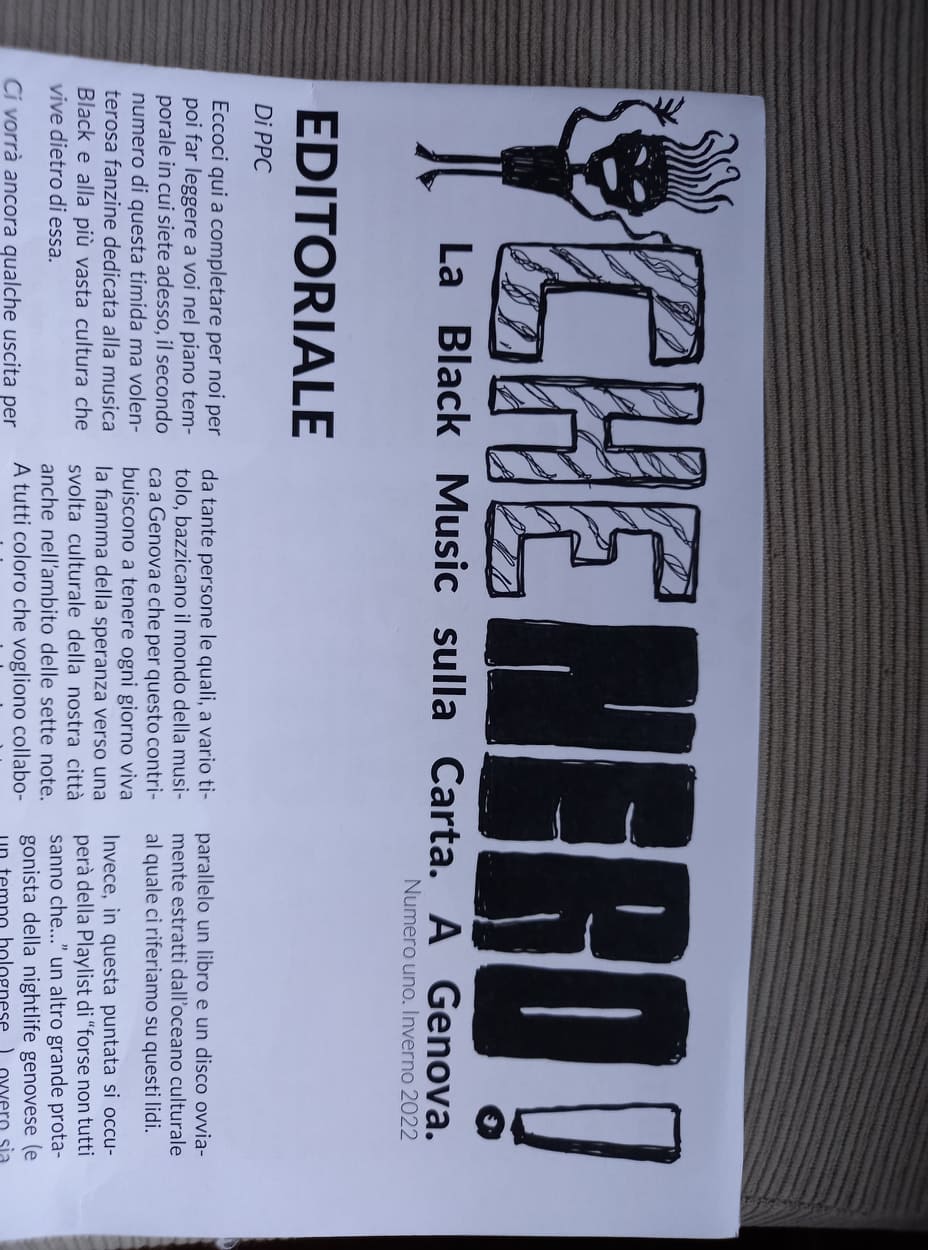 CHE NERO!
La Black Music sulla Carta. A Genova.
Numero uno. Inverno 2022
EDITORIALE
Di PPC
Eccoci qui a completare per noi per
poi far leggere a voi nel piano tem-
porale in cui siete adesso, il secondo
numero di questa timida ma volen-
terosa fanzine dedicata alla musica
Black e alla più vasta cultura che
vive dietro di essa.
Ci vorrà ancora qualche uscita per
da tante persone le quali, a vario ti-
tolo, bazzicano il mondo della musi-
ca a Genova e che per questo contri-
buiscono a tenere ogni giorno viva
la fiamma della speranza verso una
svolta culturale della nostra città
anche nell'ambito delle sette note.
A tutti coloro che vogliono collabo-
parallelo un libro e un disco ovvia-
mente estratti dall'oceano culturale
al quale ci riferiamo su questi lidi.
Invece, in questa puntata si occu-
perà della Playlist di “forse non tutti
sanno che...” un altro grande prota-
gonista della nightlife genovese (e
un tempo bolognese...) ovvero sia